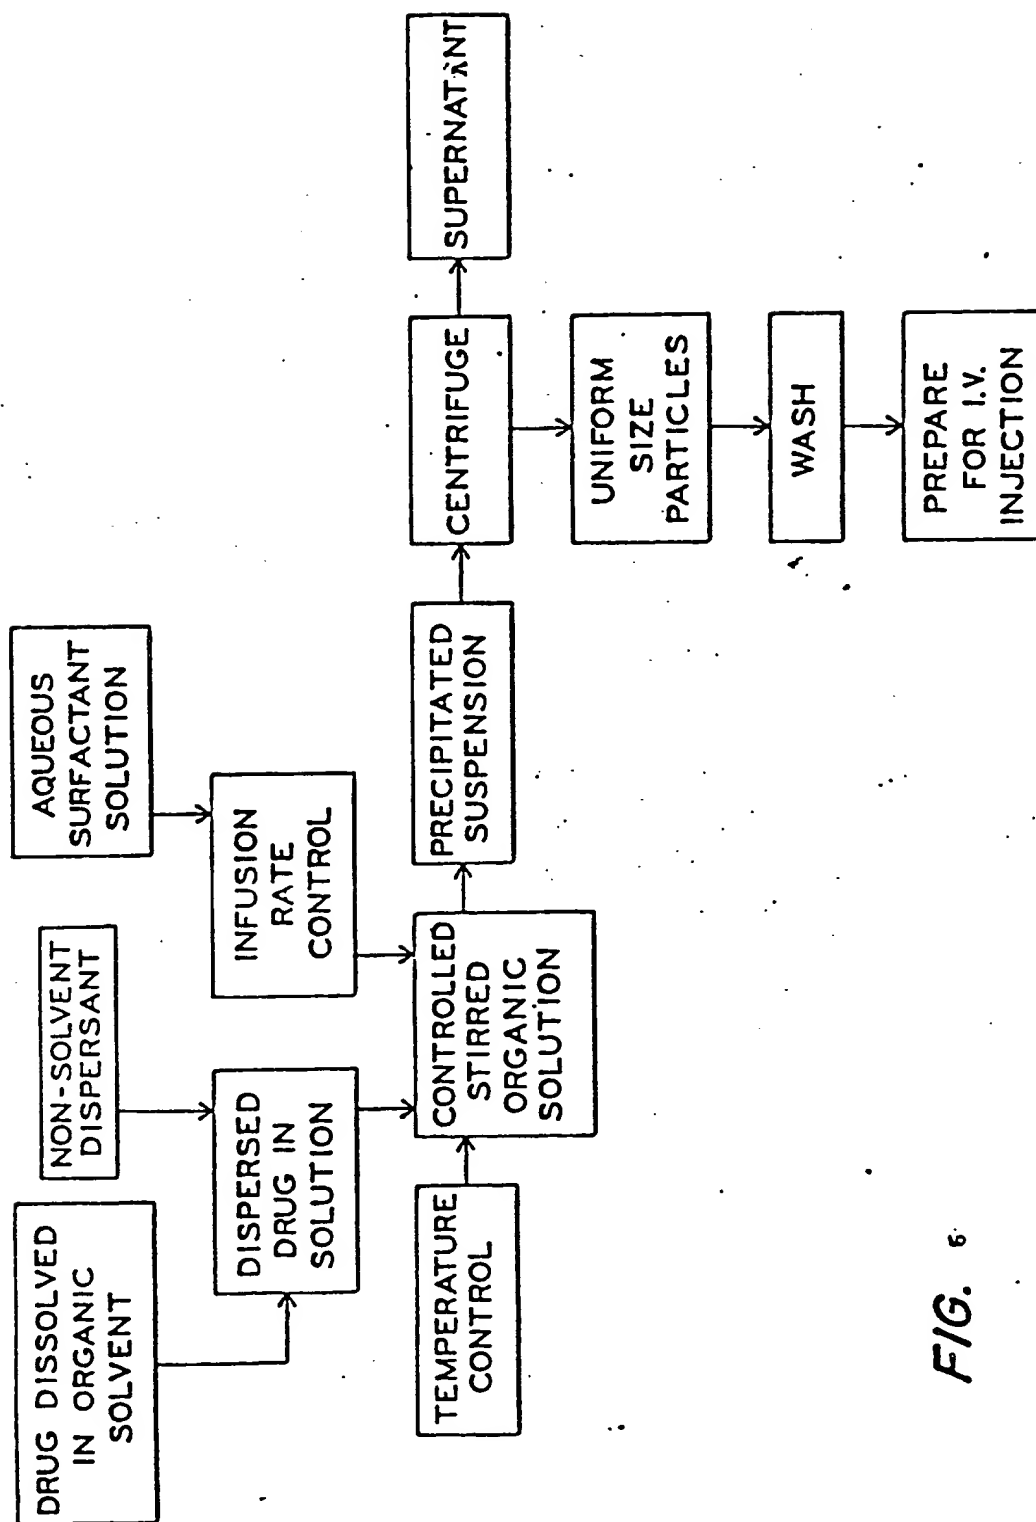 DRUG DISSOLVED
IN ORGANIC
SOLVENT
NON-SOLVENT
DISPERSANT
AQUEOUS
SURFACTANT
SOLUTION
DISPERSED
DRUG IN
SOLUTION
INFUSION
RATE
CONTROL
TEMPERATURE
CONTROL
CONTROLLED
STIRRED
ORGANIC
SOLUTION
PRECIPITATED
SUSPENSION
CENTRIFUGE
SUPERNATANT
UNIFORM
SIZE
PARTICLES
WASH
PREPARE
FOR I.V.
INJECTION
FIG.